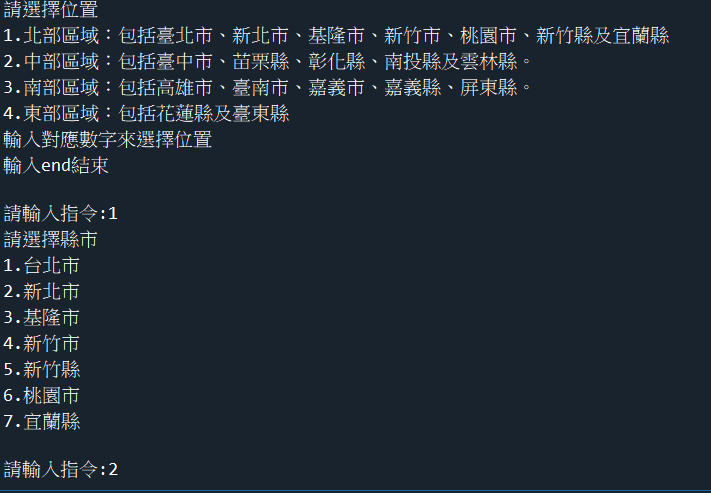 請選擇位置
1.北部區域：包括臺北市、新北市、基隆市、新竹市、桃園市、新竹縣及宜蘭縣
2.中部區域：包括臺中市、苗栗縣、彰化縣、南投縣及雲林縣。
3.南部區域：包括高雄市、臺南市、嘉義市、嘉義縣、屏東縣。
4.東部區域：包括花蓮縣及臺東縣
輸入對應數字來選擇位置
輸入end結束
請輸入指令:1
請選擇縣市
1.台北市
2.新北市
3.基隆市
4.新竹市
5.新竹縣
6.桃園市
7.宜蘭縣
請輸入指令:2